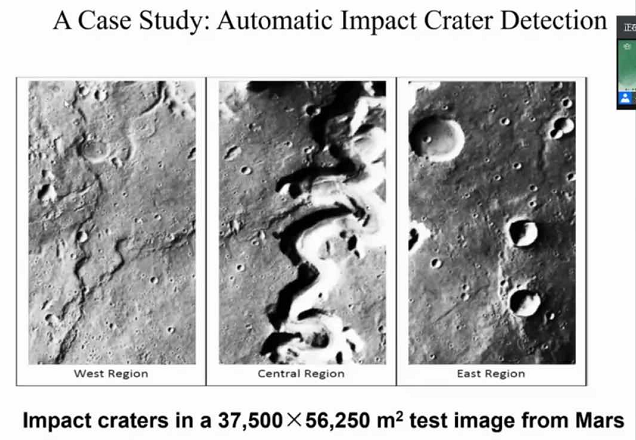 A Case Study: Automatic Impact Crater Detection
West Region
Central Region
East Region
Impact craters in a 37,500×56,250 m² test image from Mars